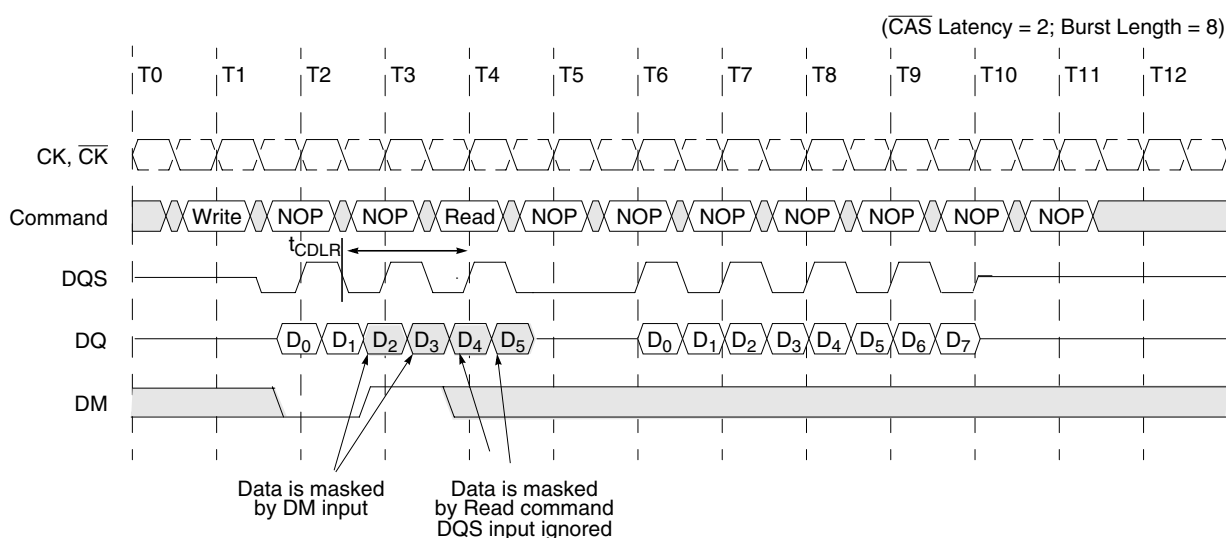 (CAS Latency = 2; Burst Length = 8)
T0 T1 T2 T3 T4 T5 T6 T7 T8 T9 T10 T11 T12
CK, CK
Command Write NOP NOP Read NOP NOP NOP NOP NOP NOP NOP
tCDLR
DQS
DQ D0 D1 D2 D3 D4 D5 D0 D1 D2 D3 D4 D5 D6 D7
DM
Data is masked
by DM input
Data is masked
by Read command
DQS input ignored